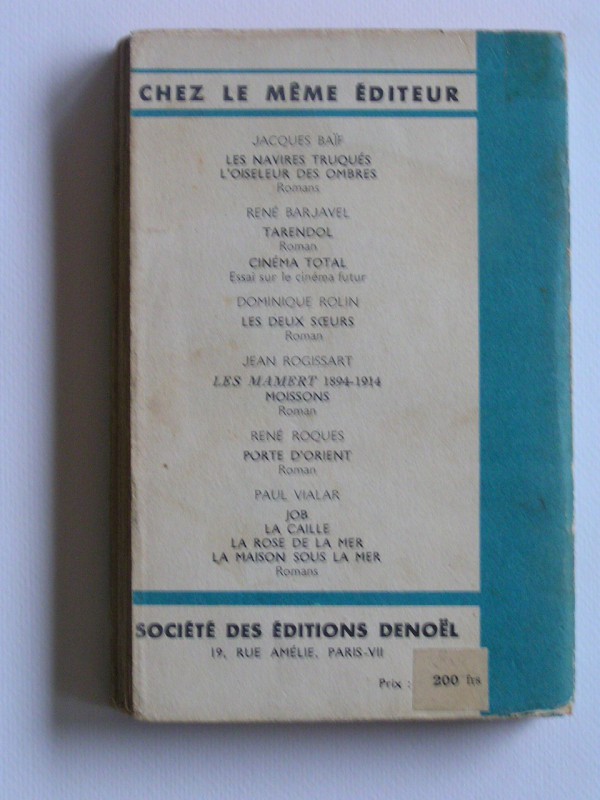 CHEZ LE MÊME ÉDITEUR
JACQUES BAÏF
LES NAVIRES TRUQUÉS
L'OISELEUR DES OMBRES
Romans
RENÉ BARJAVEL
TARENDOL
Roman
CINÉMA TOTAL
Essai sur le cinéma futur
DOMINIQUE ROLIN
LES DEUX SŒURS
Roman
JEAN ROGISSART
LES MAMERT 1894-1914
MOISSONS
Roman
RENÉ ROQUES
PORTE D'ORIENT
Roman
PAUL VIALAR
JOB
LA CAILLE
LA ROSE DE LA MER
LA MAISON SOUS LA MER
Romans
SOCIÉTÉ DES ÉDITIONS DENOËL
19, RUE AMÉLIE, PARIS-VII
Prix : 200 frs